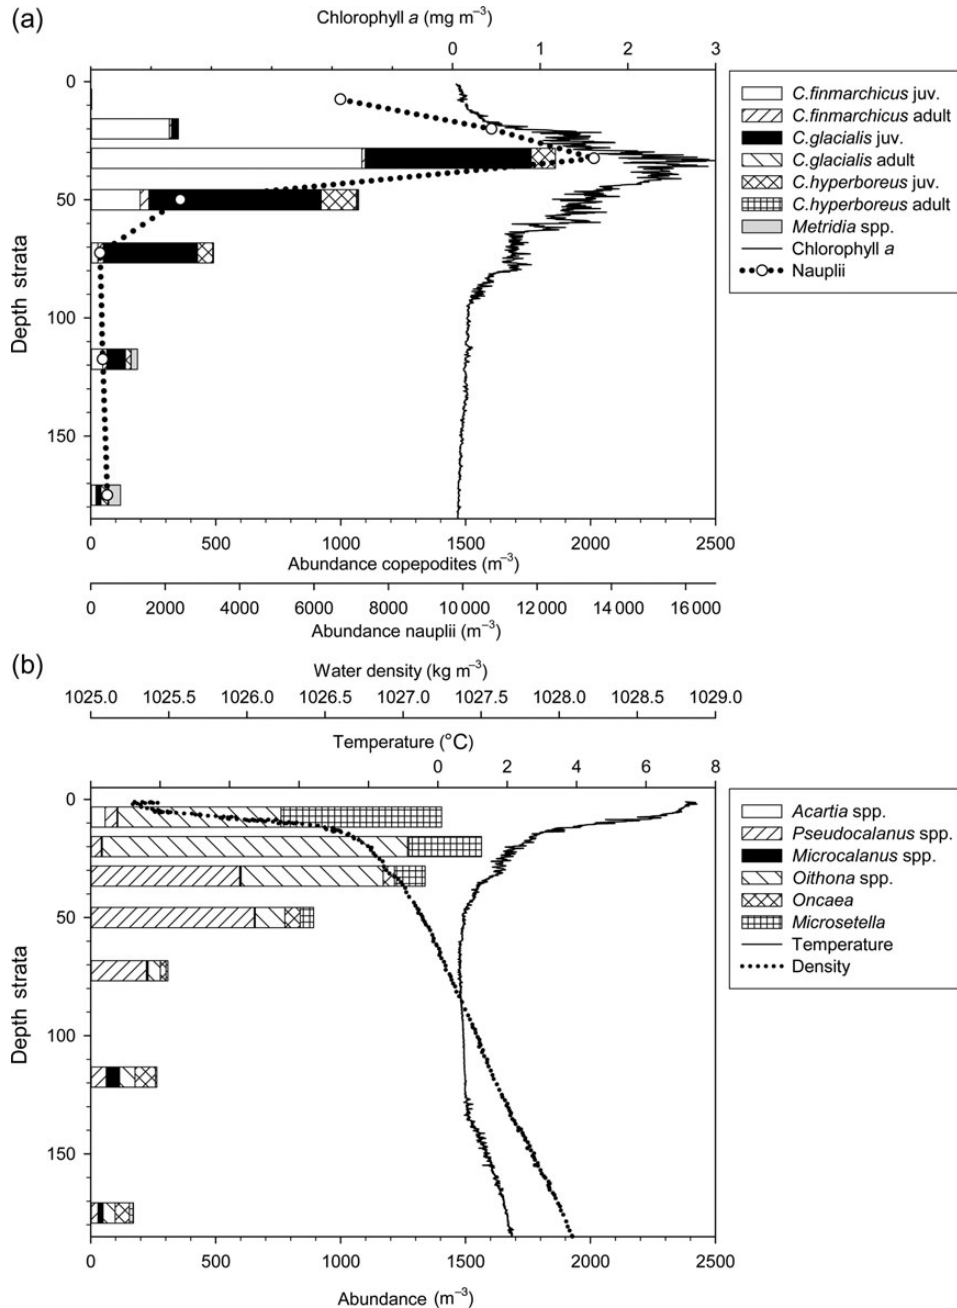 (a)
Chlorophyll a (mg m⁻³)
0 1 2 3
0
50
100
150
Depth strata
C.finmarchicus juv.
C.finmarchicus adult
C.glacialis juv.
C.glacialis adult
C.hyperboreus juv.
C.hyperboreus adult
Metridia spp.
Chlorophyll a
Nauplii
0 500 1000 1500 2000 2500
Abundance copepodites (m⁻³)
0 2000 4000 6000 8000 10 000 12 000 14 000 16 000
Abundance nauplii (m⁻³)
(b)
Water density (kg m⁻³)
1025.0 1025.5 1026.0 1026.5 1027.0 1027.5 1028.0 1028.5 1029.0
Temperature (°C)
0 2 4 6 8
0
50
100
150
Depth strata
Acartia spp.
Pseudocalanus spp.
Microcalanus spp.
Oithona spp.
Oncaea
Microsetella
Temperature
Density
0 500 1000 1500 2000 2500
Abundance (m⁻³)